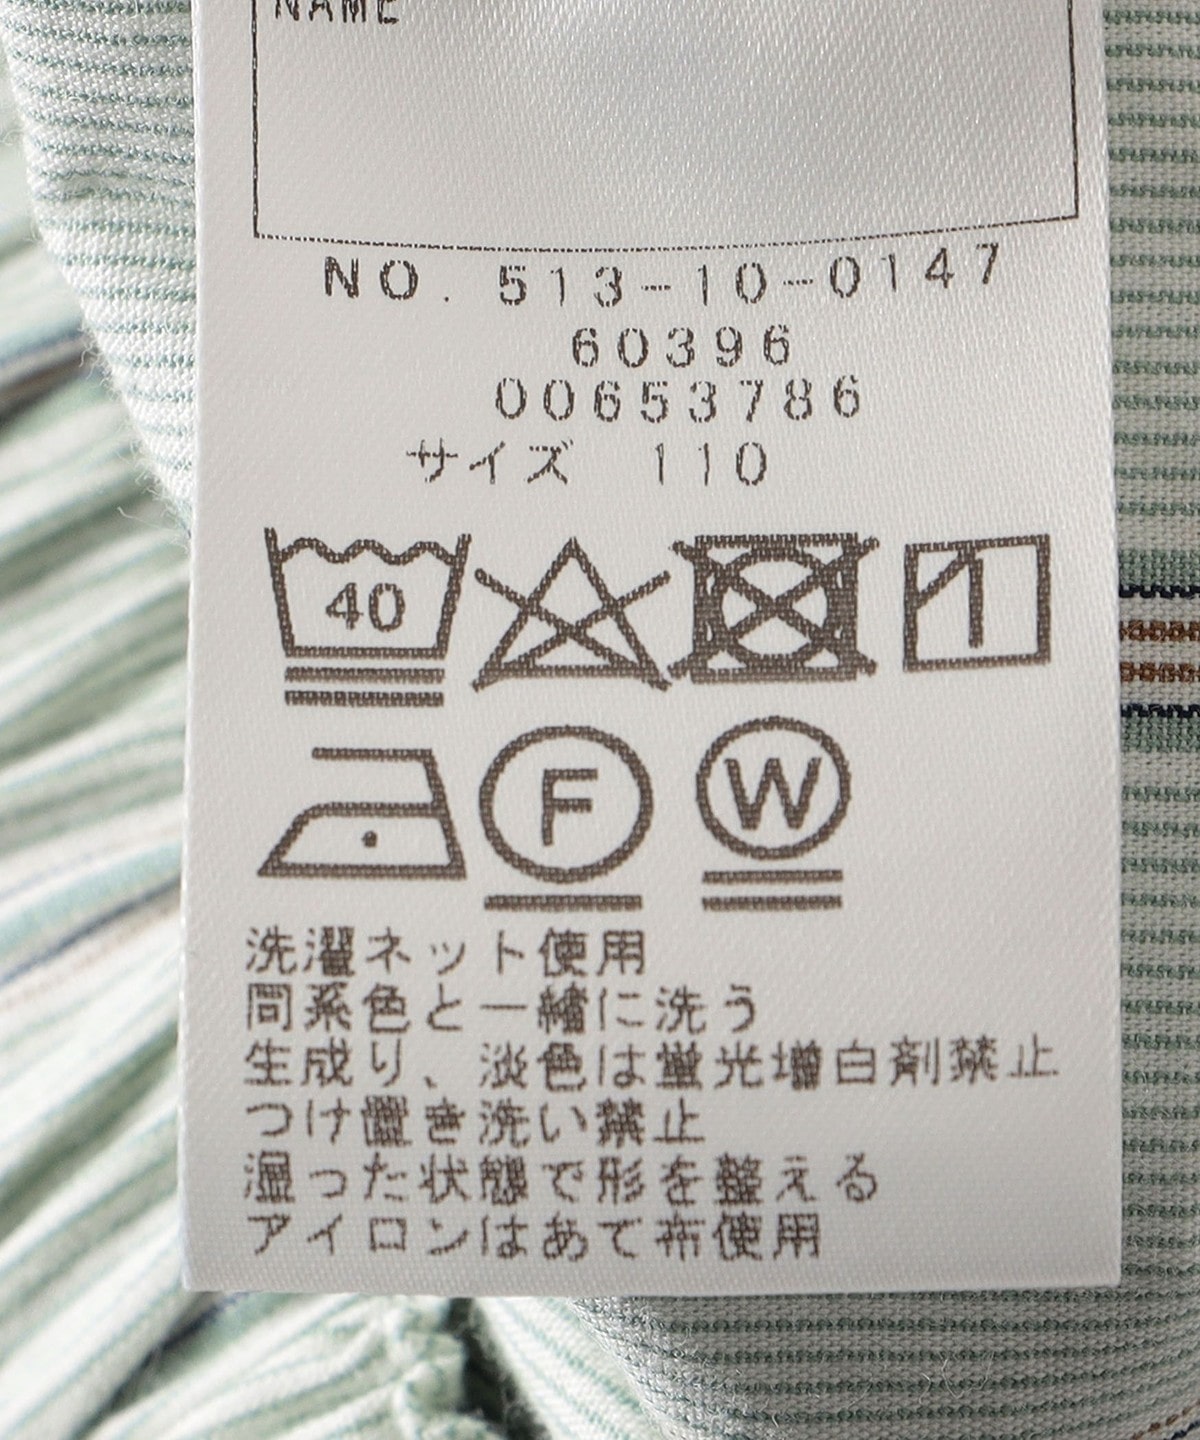 NAME
NO. 513-10-0147
60396
00653786
サイズ 110
40
F W
洗濯ネット使用
同系色と一緒に洗う
生成り、淡色は蛍光増白剤禁止
つけ置き洗い禁止
湿った状態で形を整える
アイロンはあて布使用